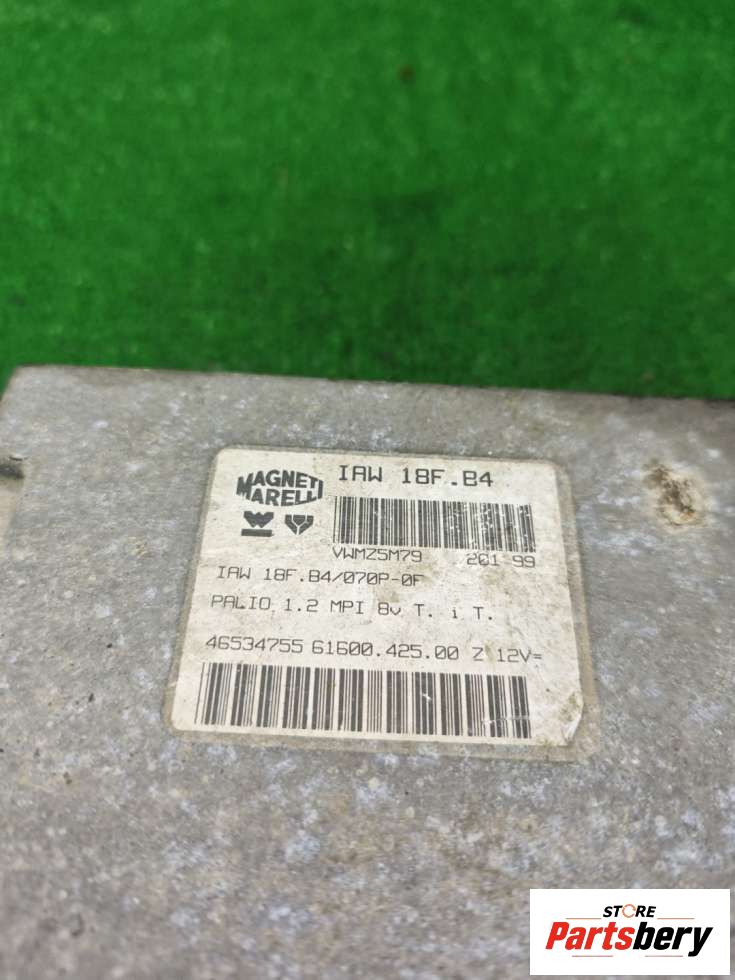 MAGNETI
MARELLI
IAW 18F.B4
VWMZ5M79 201 99
IAW 18F.B4/070P-0F
PALIO 1.2 MPI 8v T. i T.
46534755 61600.425.00 Z 12V=
STORE
Partsbery